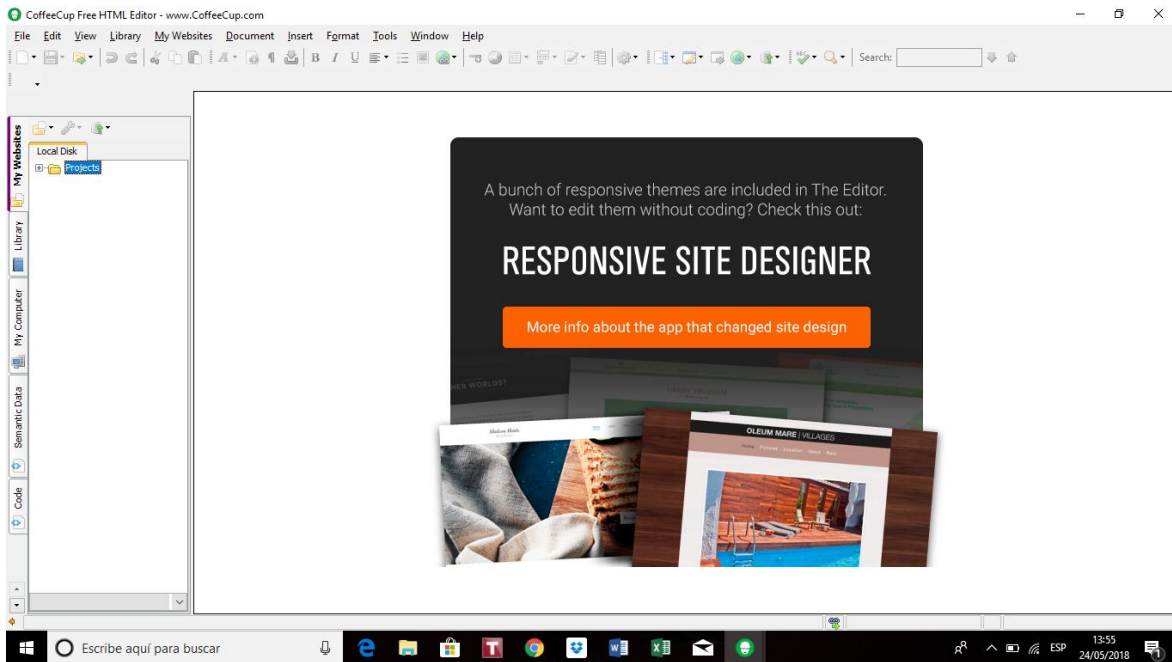 CoffeeCup Free HTML Editor - www.CoffeeCup.com
File Edit View Library My Websites Document Insert Format Tools Window Help
Search:
My Websites
Library
My Computer
Semantic Data
Code
Local Disk
Projects
A bunch of responsive themes are included in The Editor.
Want to edit them without coding? Check this out:
RESPONSIVE SITE DESIGNER
More info about the app that changed site design
OLEUM MARE | VILLAGES
Escribe aquí para buscar
ESP
13:55
24/05/2018